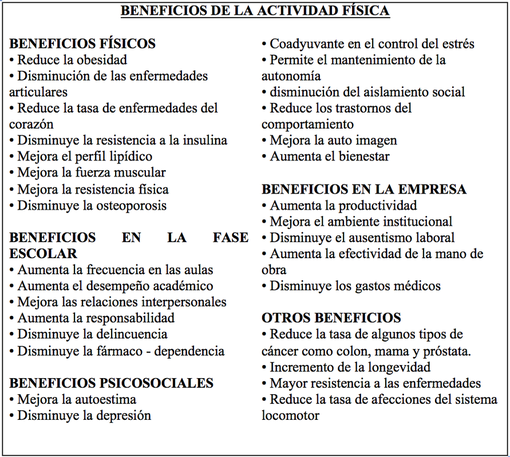 BENEFICIOS DE LA ACTIVIDAD FÍSICA
BENEFICIOS FÍSICOS
• Reduce la obesidad
• Disminución de las enfermedades
articulares
• Reduce la tasa de enfermedades del
corazón
• Disminuye la resistencia a la insulina
• Mejora el perfil lipídico
• Mejora la fuerza muscular
• Mejora la resistencia física
• Disminuye la osteoporosis
BENEFICIOS EN LA FASE
ESCOLAR
• Aumenta la frecuencia en las aulas
• Aumenta el desempeño académico
• Mejora las relaciones interpersonales
• Aumenta la responsabilidad
• Disminuye la delincuencia
• Disminuye la fármaco - dependencia
BENEFICIOS PSICOSOCIALES
• Mejora la autoestima
• Disminuye la depresión
• Coadyuvante en el control del estrés
• Permite el mantenimiento de la
autonomía
• disminución del aislamiento social
• Reduce los trastornos del
comportamiento
• Mejora la auto imagen
• Aumenta el bienestar
BENEFICIOS EN LA EMPRESA
• Aumenta la productividad
• Mejora el ambiente institucional
• Disminuye el ausentismo laboral
• Aumenta la efectividad de la mano de
obra
• Disminuye los gastos médicos
OTROS BENEFICIOS
• Reduce la tasa de algunos tipos de
cáncer como colon, mama y próstata.
• Incremento de la longevidad
• Mayor resistencia a las enfermedades
• Reduce la tasa de afecciones del sistema
locomotor